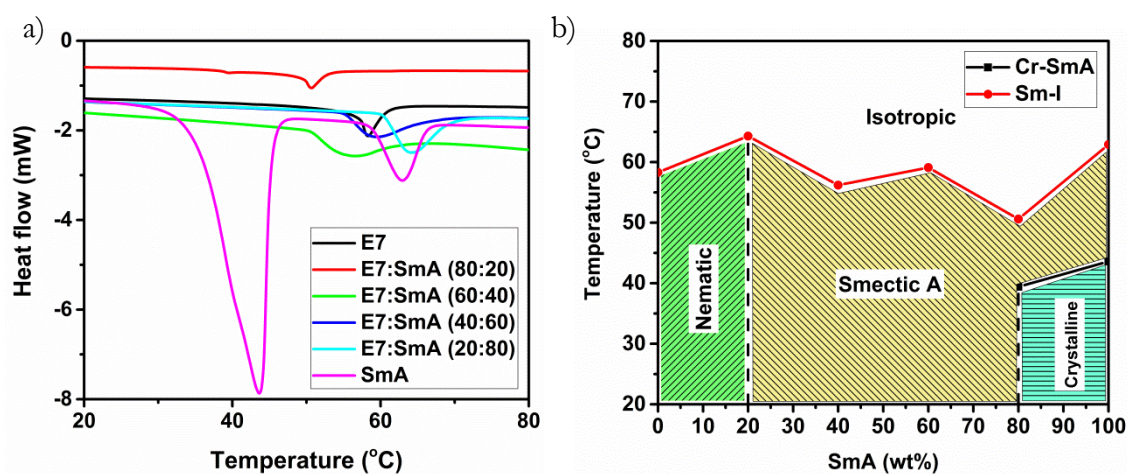 a)
0
-2
-4
-6
-8
Heat flow (mW)
20 40 60 80
Temperature (°C)
E7
E7:SmA (80:20)
E7:SmA (60:40)
E7:SmA (40:60)
E7:SmA (20:80)
SmA
b)
80
70
60
50
40
30
20
Temperature (°C)
0 10 20 30 40 50 60 70 80 90 100
SmA (wt%)
Cr-SmA
Sm-I
Isotropic
Nematic
Smectic A
Crystalline